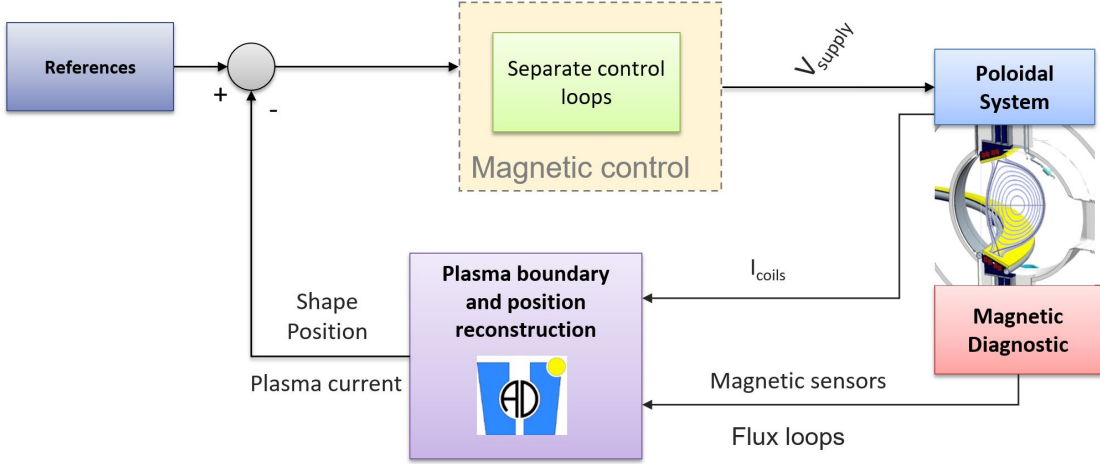 References
+
-
Separate control
loops
Magnetic control
V_supply
Poloidal
System
I_coils
Plasma boundary
and position
reconstruction
AD
Shape
Position
Plasma current
Magnetic
Diagnostic
Magnetic sensors
Flux loops